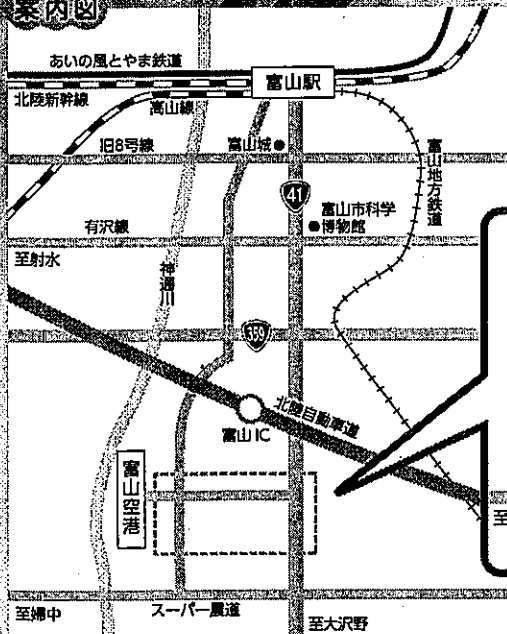 案内図
あいの風とやま鉄道
富山駅
北陸新幹線
高山線
旧8号線
富山城
富山地方鉄道
41
富山市科学
博物館
有沢線
至射水
神通川
359
北陸自動車道
富山IC
富山空港
至
至婦中
スーパー農道
至大沢野